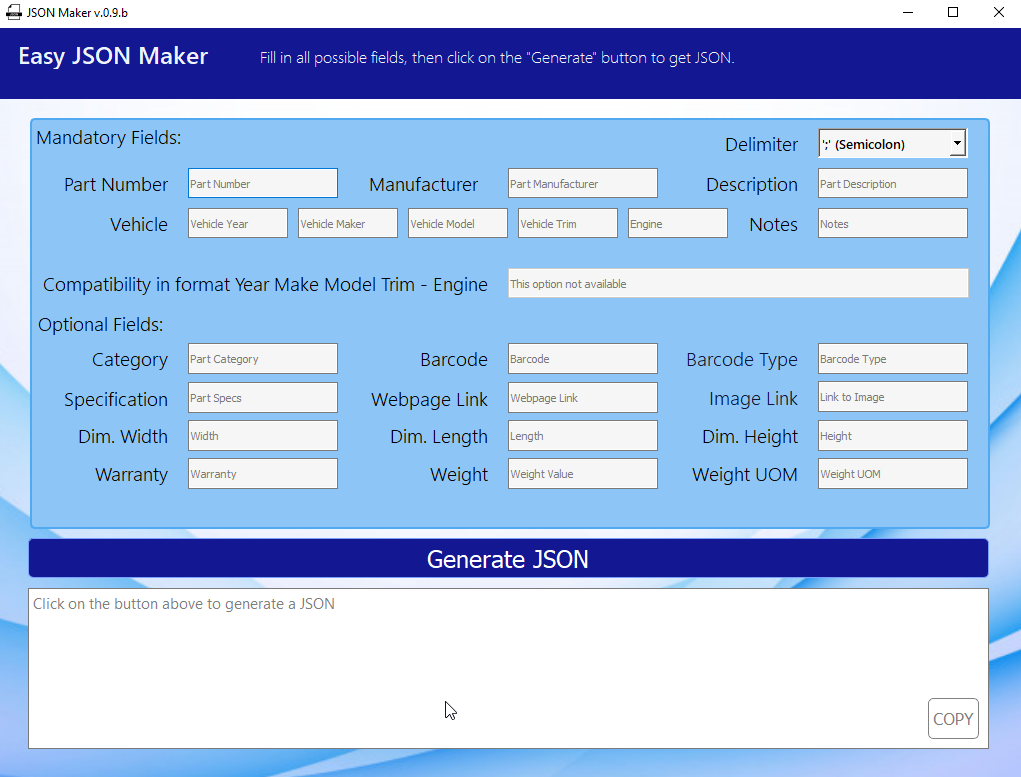 JSON Maker v.0.9.b
Easy JSON Maker Fill in all possible fields, then click on the "Generate" button to get JSON.
Mandatory Fields:
Delimiter ';' (Semicolon)
Part Number Part Number Manufacturer Part Manufacturer Description Part Description
Vehicle Vehicle Year Vehicle Maker Vehicle Model Vehicle Trim Engine Notes Notes
Compatibility in format Year Make Model Trim - Engine This option not available
Optional Fields:
Category Part Category Barcode Barcode Barcode Type Barcode Type
Specification Part Specs Webpage Link Webpage Link Image Link Link to Image
Dim. Width Width Dim. Length Length Dim. Height Height
Warranty Warranty Weight Weight Value Weight UOM Weight UOM
Generate JSON
Click on the button above to generate a JSON
COPY